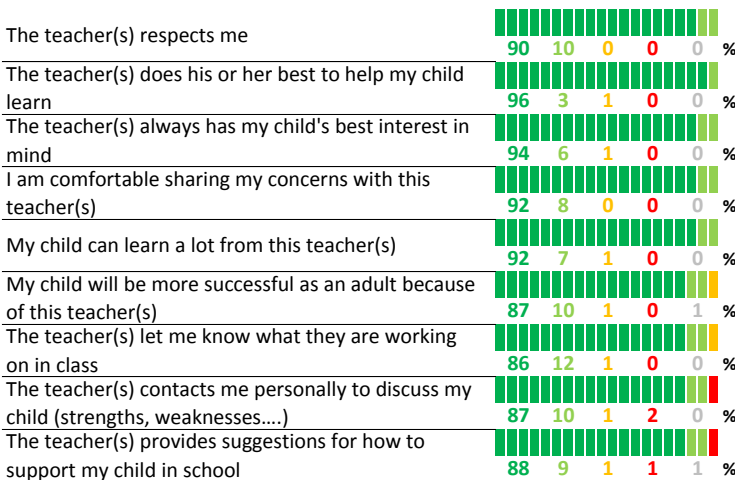 The teacher(s) respects me
90 10 0 0 0 %
The teacher(s) does his or her best to help my child
learn
96 3 1 0 0 %
The teacher(s) always has my child's best interest in
mind
94 6 1 0 0 %
I am comfortable sharing my concerns with this
teacher(s)
92 8 0 0 0 %
My child can learn a lot from this teacher(s)
92 7 1 0 0 %
My child will be more successful as an adult because
of this teacher(s)
87 10 1 0 1 %
The teacher(s) let me know what they are working
on in class
86 12 1 0 0 %
The teacher(s) contacts me personally to discuss my
child (strengths, weaknesses....)
87 10 1 2 0 %
The teacher(s) provides suggestions for how to
support my child in school
88 9 1 1 1 %